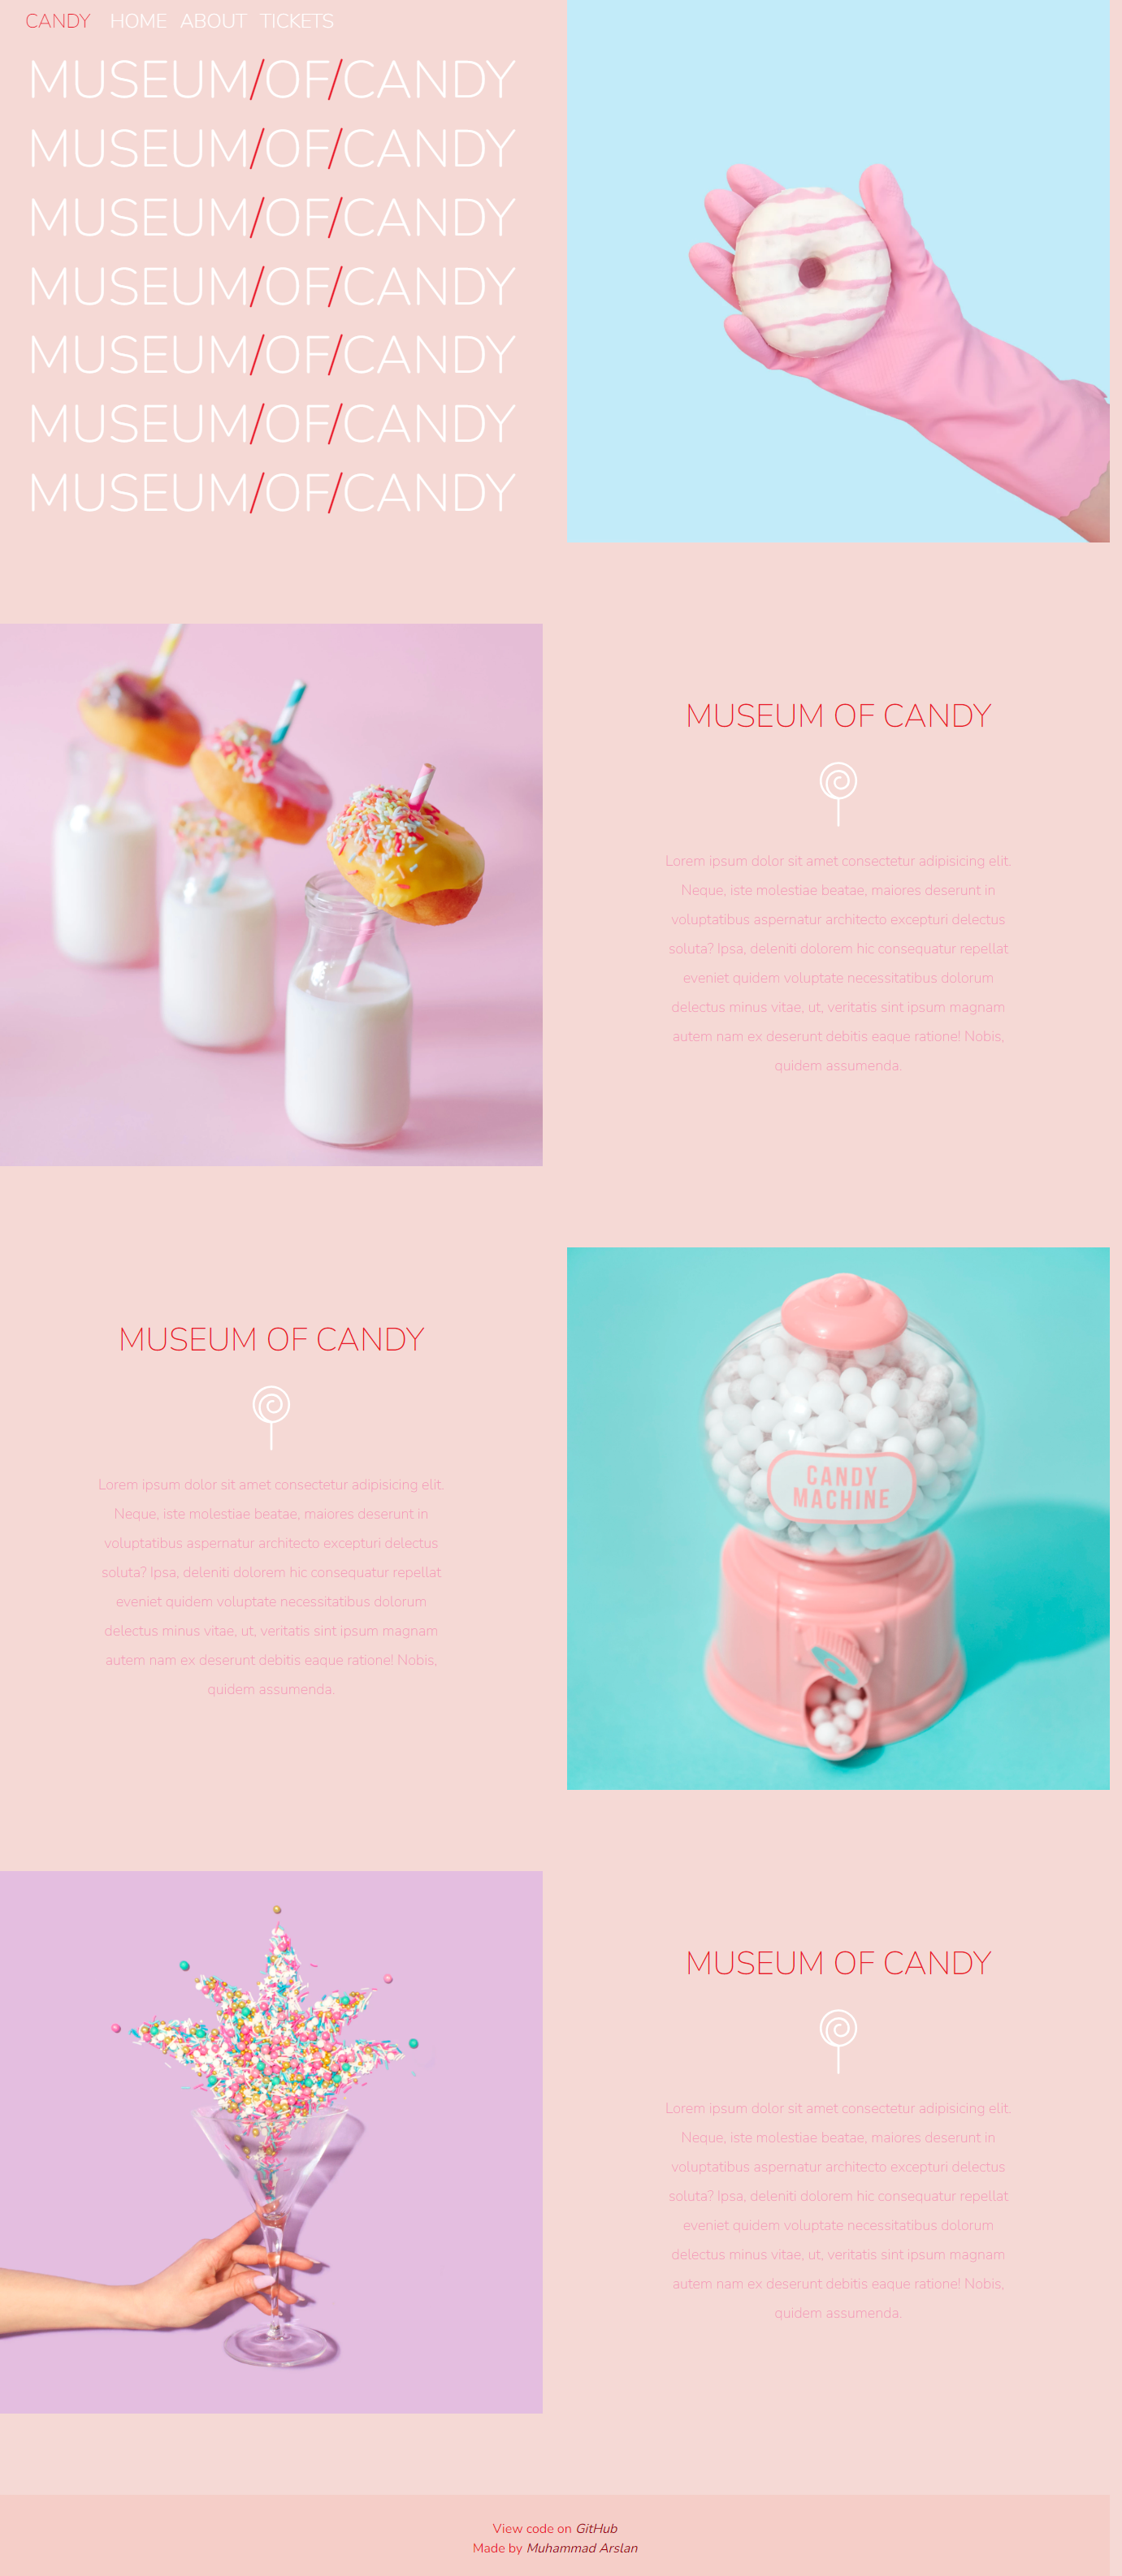 CANDY HOME ABOUT TICKETS
MUSEUM/OF/CANDY
MUSEUM/OF/CANDY
MUSEUM/OF/CANDY
MUSEUM/OF/CANDY
MUSEUM/OF/CANDY
MUSEUM/OF/CANDY
MUSEUM/OF/CANDY
MUSEUM OF CANDY
Lorem ipsum dolor sit amet consectetur adipisicing elit.
Neque, iste molestiae beatae, maiores deserunt in
voluptatibus aspernatur architecto excepturi delectus
soluta? Ipsa, deleniti dolorem hic consequatur repellat
eveniet quidem voluptate necessitatibus dolorum
delectus minus vitae, ut, veritatis sint ipsum magnam
autem nam ex deserunt debitis eaque ratione! Nobis,
quidem assumenda.
MUSEUM OF CANDY
Lorem ipsum dolor sit amet consectetur adipisicing elit.
Neque, iste molestiae beatae, maiores deserunt in
voluptatibus aspernatur architecto excepturi delectus
soluta? Ipsa, deleniti dolorem hic consequatur repellat
eveniet quidem voluptate necessitatibus dolorum
delectus minus vitae, ut, veritatis sint ipsum magnam
autem nam ex deserunt debitis eaque ratione! Nobis,
quidem assumenda.
CANDY
MACHINE
MUSEUM OF CANDY
Lorem ipsum dolor sit amet consectetur adipisicing elit.
Neque, iste molestiae beatae, maiores deserunt in
voluptatibus aspernatur architecto excepturi delectus
soluta? Ipsa, deleniti dolorem hic consequatur repellat
eveniet quidem voluptate necessitatibus dolorum
delectus minus vitae, ut, veritatis sint ipsum magnam
autem nam ex deserunt debitis eaque ratione! Nobis,
quidem assumenda.
View code on GitHub
Made by Muhammad Arslan